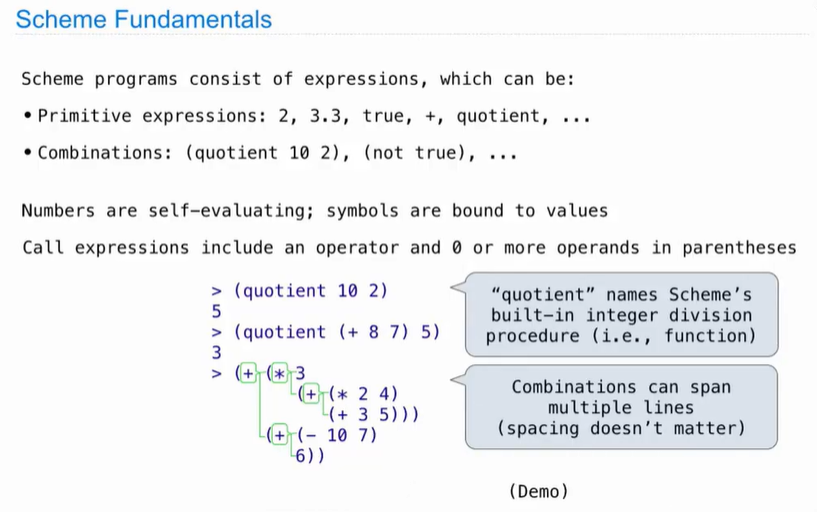 Scheme Fundamentals
Scheme programs consist of expressions, which can be:
• Primitive expressions: 2, 3.3, true, +, quotient, ...
• Combinations: (quotient 10 2), (not true), ...
Numbers are self-evaluating; symbols are bound to values
Call expressions include an operator and 0 or more operands in parentheses
> (quotient 10 2)
5
> (quotient (+ 8 7) 5)
3
> (+ (* 3
(+ (* 2 4)
(+ 3 5)))
(+ (- 10 7)
6))
“quotient” names Scheme’s
built-in integer division
procedure (i.e., function)
Combinations can span
multiple lines
(spacing doesn’t matter)
(Demo)